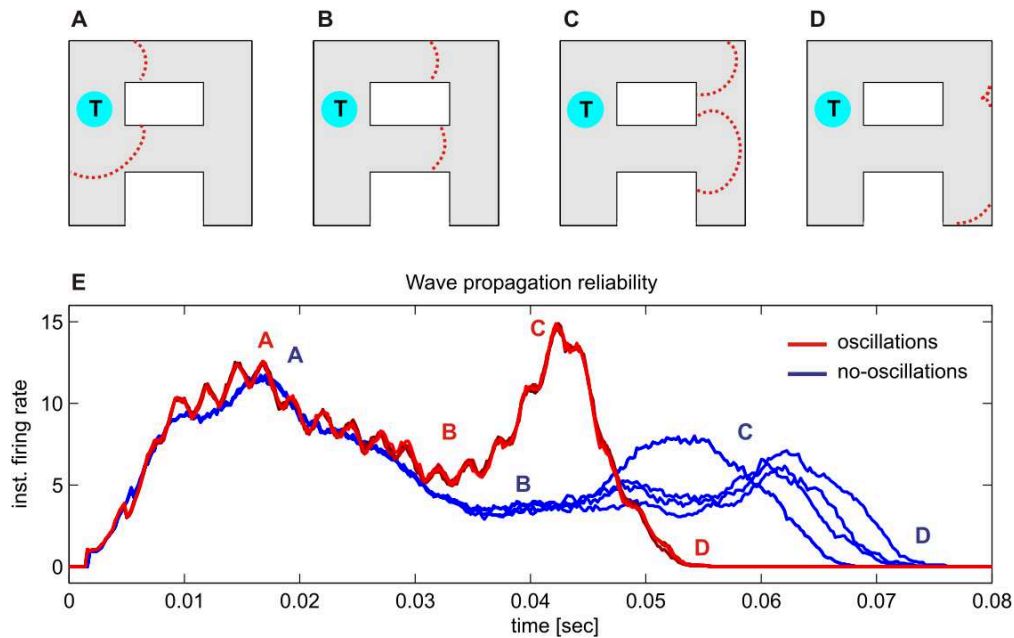 A B C D
T T T T
E Wave propagation reliability
15
10
5
0
inst. firing rate
A A
B
B
C
C
D
D
oscillations
no-oscillations
0 0.01 0.02 0.03 0.04 0.05 0.06 0.07 0.08
time [sec]